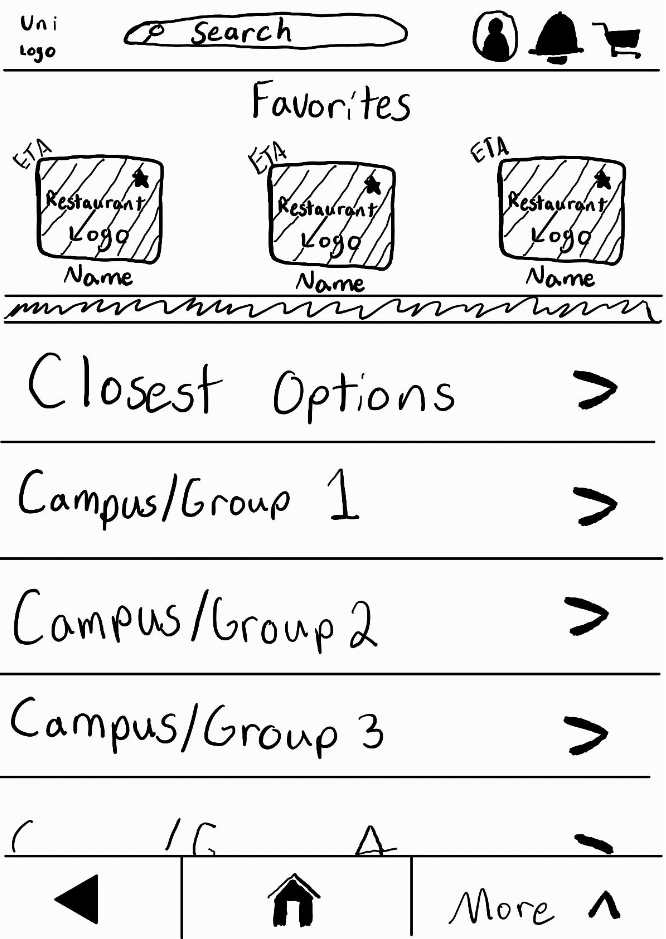 Uni
Logo
Search
Favorites
ETA
Restaurant
Logo
Name
ETA
Restaurant
Logo
Name
ETA
Restaurant
Logo
Name
Closest Options
Campus/Group 1
Campus/Group 2
Campus/Group 3
More